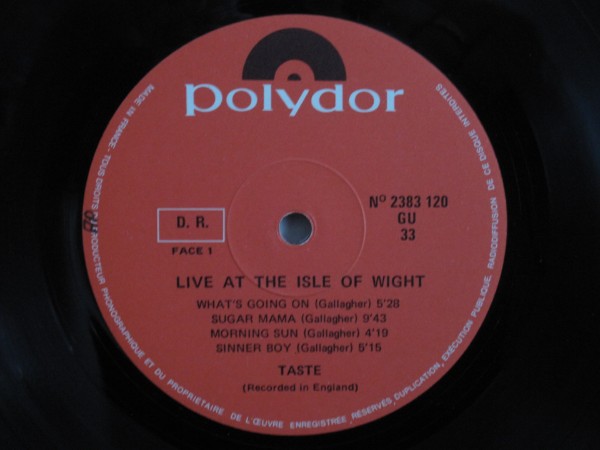 polydor
Nº 2383 120
GU
33
D. R.
FACE 1
LIVE AT THE ISLE OF WIGHT
WHAT'S GOING ON (Gallagher) 5'28
SUGAR MAMA (Gallagher) 9'43
MORNING SUN (Gallagher) 4'19
SINNER BOY (Gallagher) 5'15
TASTE
(Recorded in England)
MADE IN FRANCE - TOUS DROITS PRODUCTEUR PHONOGRAPHIQUE ET DU PROPRIETAIRE DE L'ŒUVRE ENREGISTREE RÉSERVÉS, DUPLICATION, EXÉCUTION PUBLIQUE, RADIODIFFUSION DE CE DISQUE INTERDITES